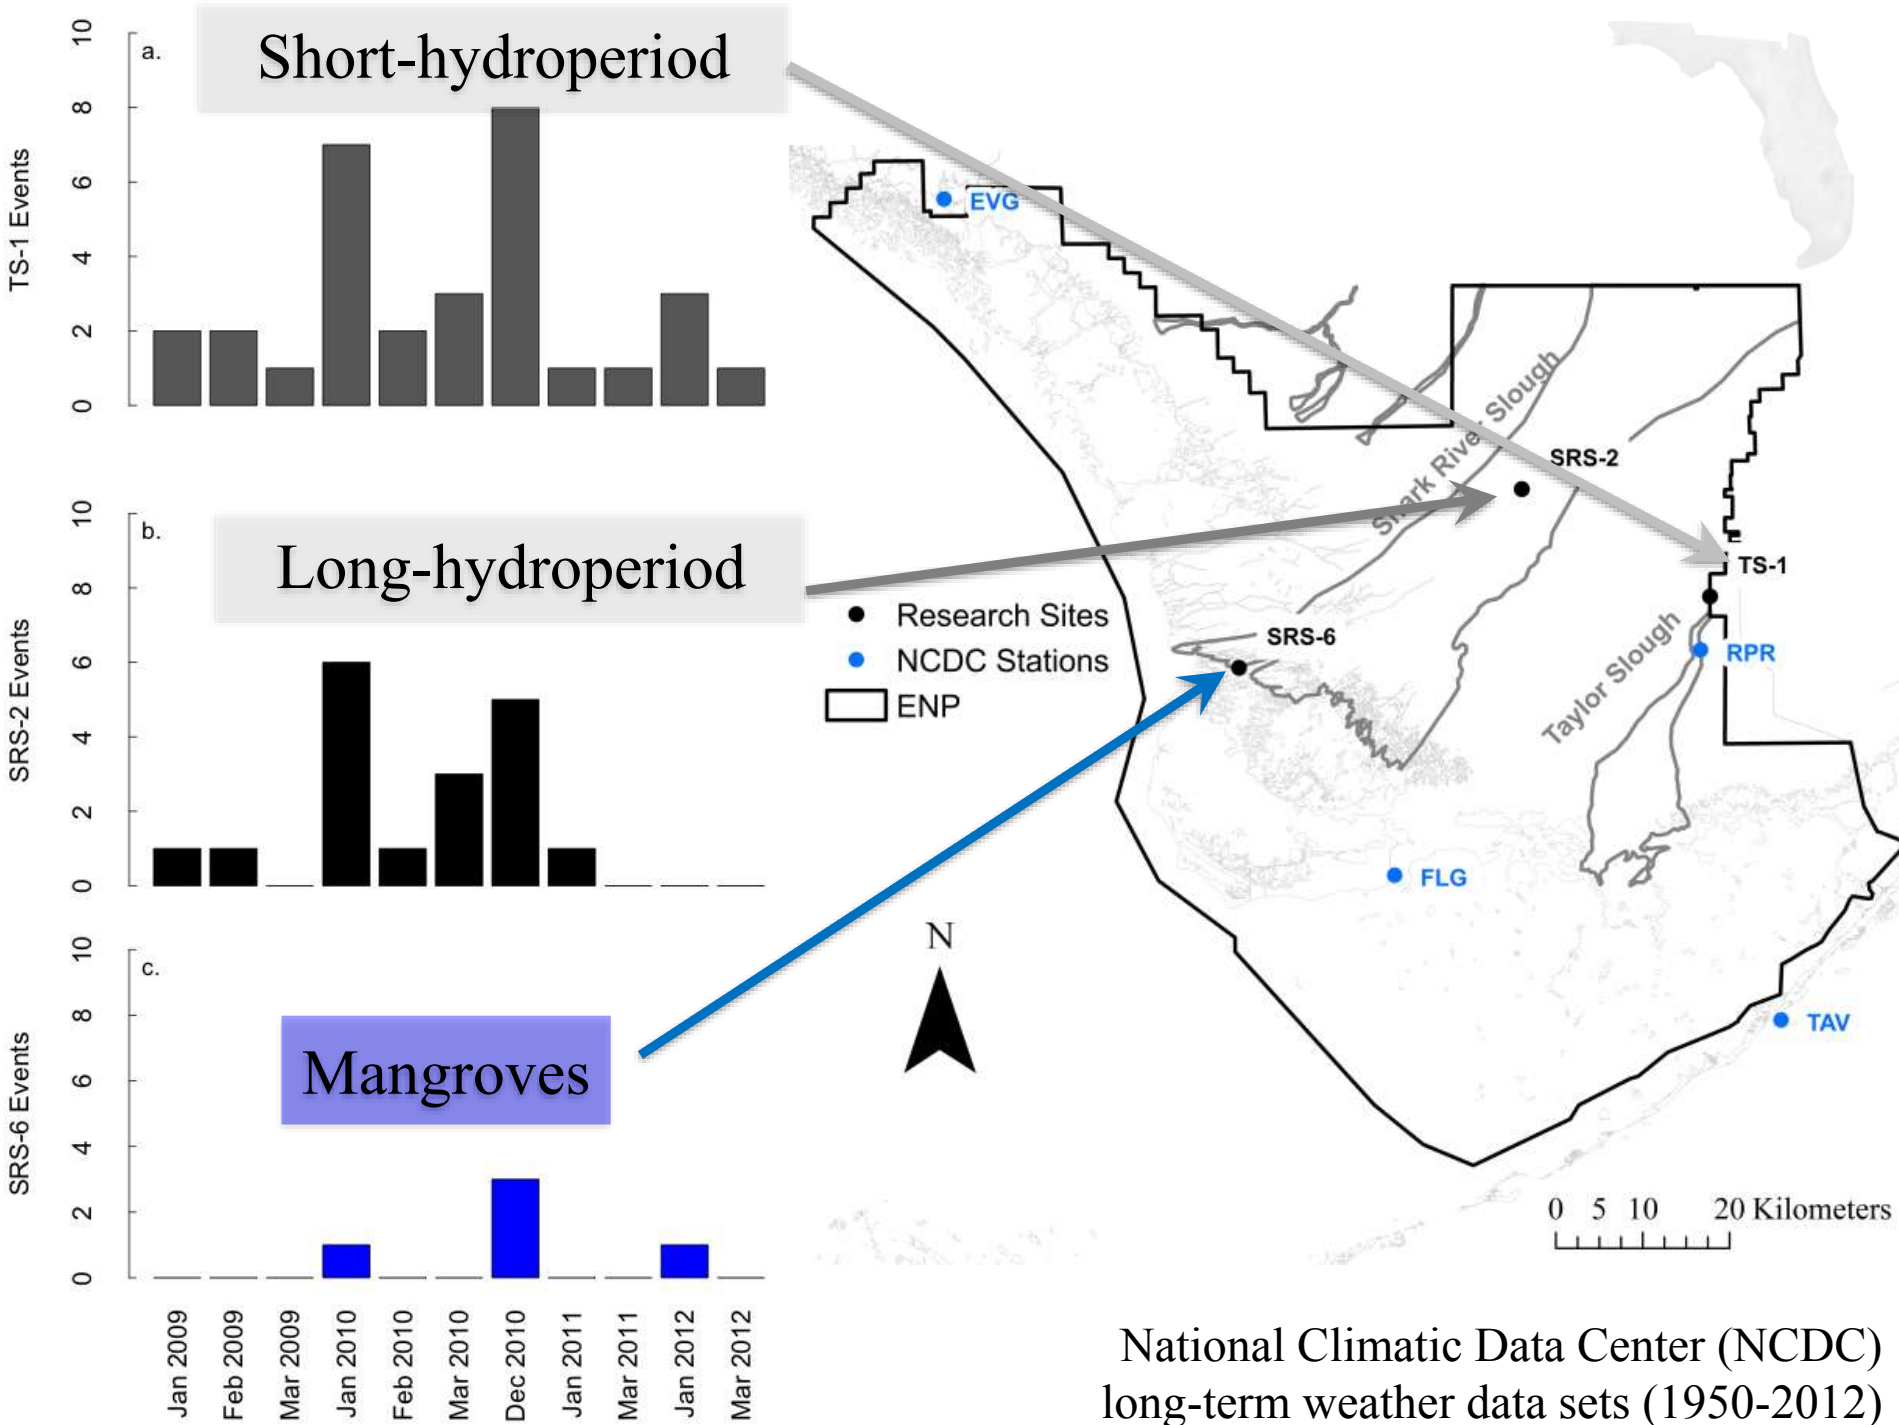 a.
Short-hydroperiod
TS-1 Events
0 2 4 6 8 10
b.
Long-hydroperiod
SRS-2 Events
0 2 4 6 8 10
c.
Mangroves
SRS-6 Events
0 2 4 6 8 10
Jan 2009
Feb 2009
Mar 2009
Jan 2010
Feb 2010
Mar 2010
Dec 2010
Jan 2011
Mar 2011
Jan 2012
Mar 2012
EVG
Shark River Slough
SRS-2
TS-1
SRS-6
RPR
Taylor Slough
FLG
TAV
Research Sites
NCDC Stations
ENP
N
0 5 10 20 Kilometers
National Climatic Data Center (NCDC)
long-term weather data sets (1950-2012)